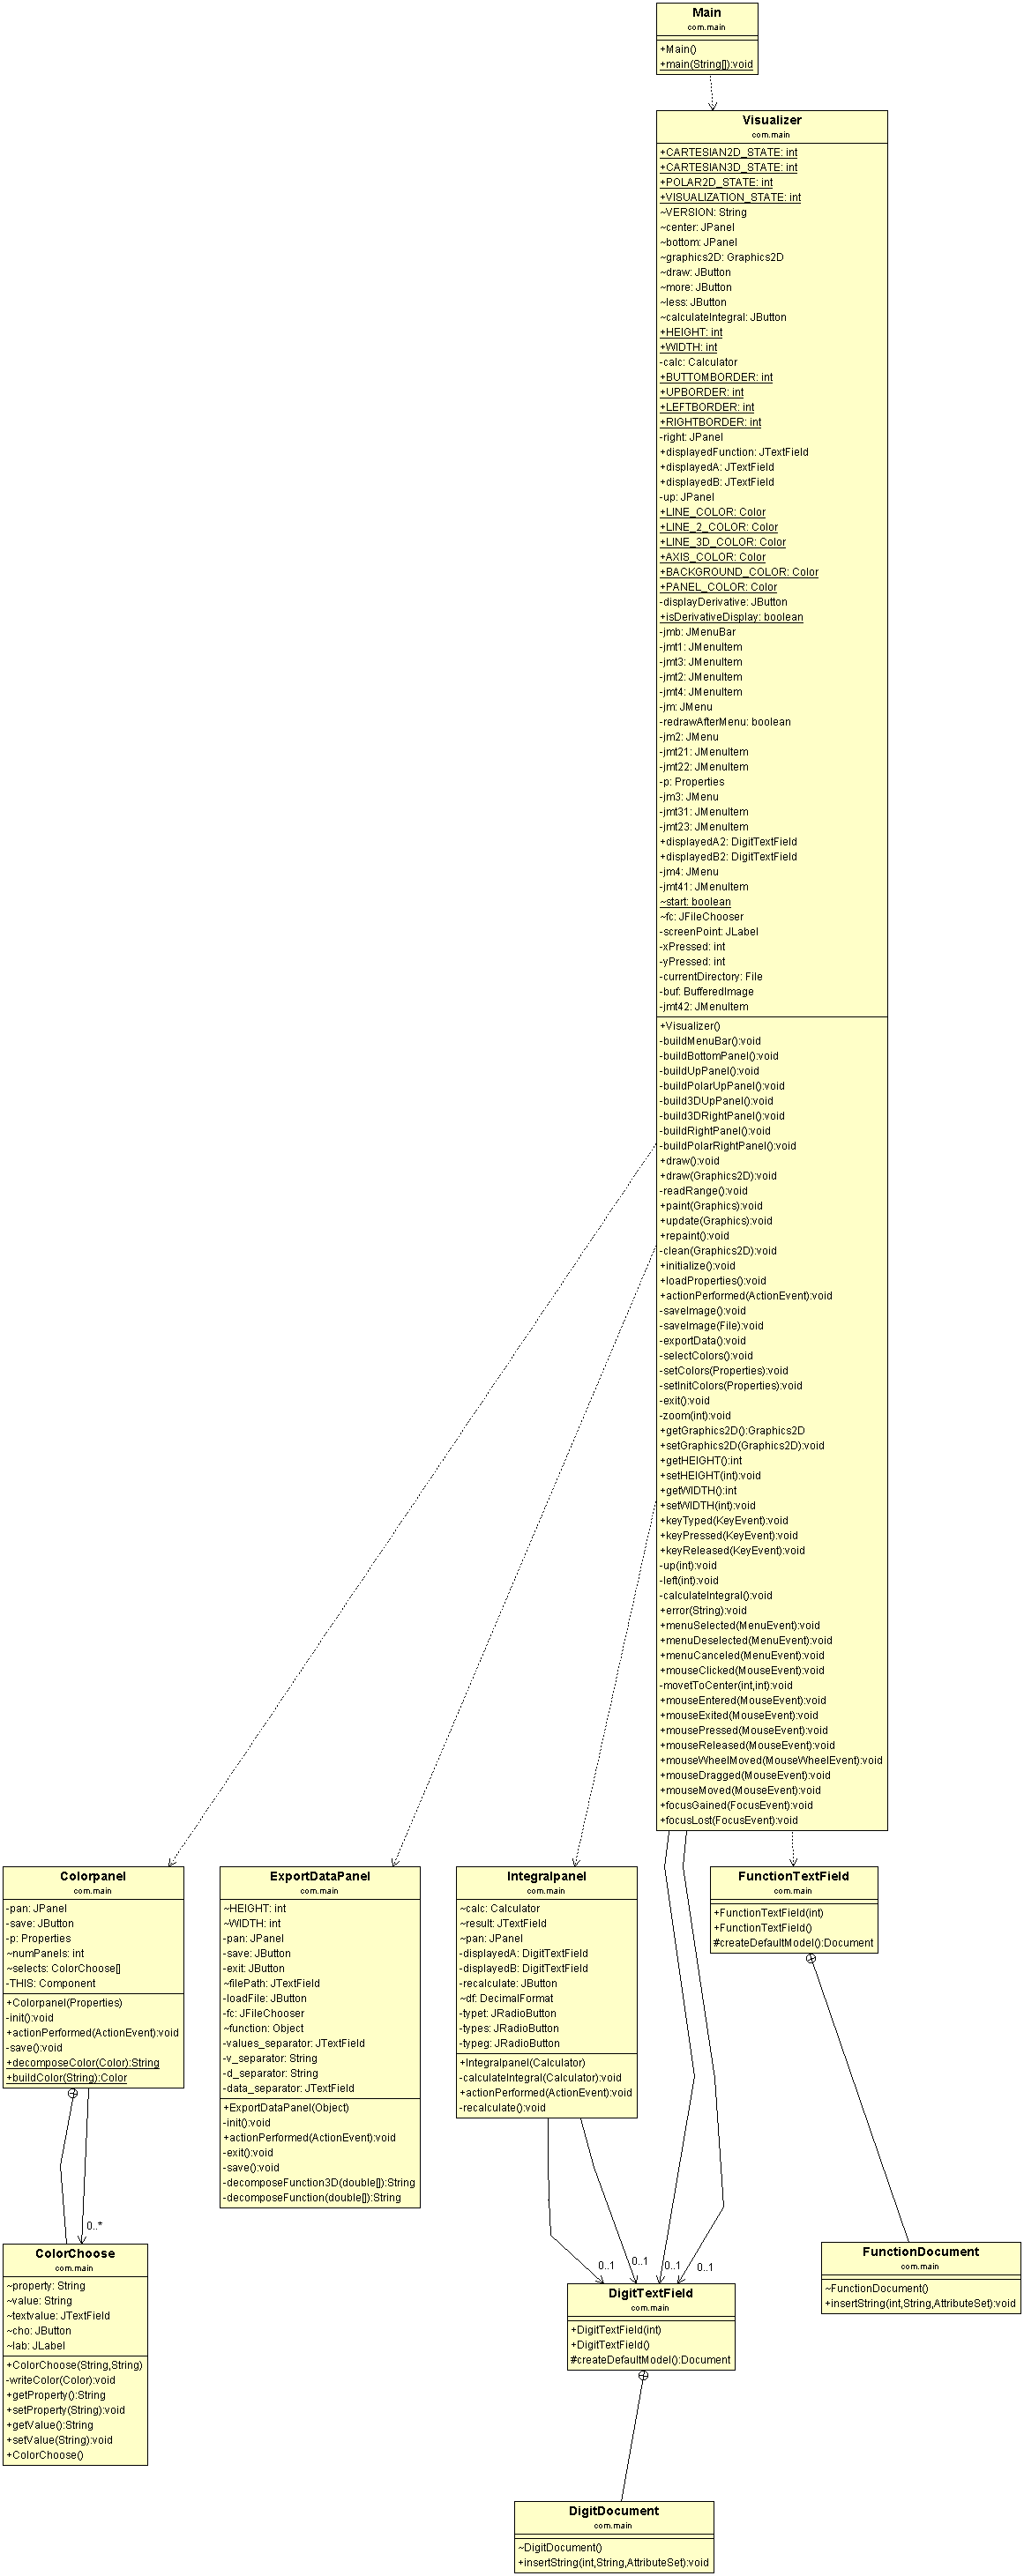 Main
com.main
+Main()
+main(String[]):void
Visualizer
com.main
+CARTESIAN2D_STATE: int
+CARTESIAN3D_STATE: int
+POLAR2D_STATE: int
+VISUALIZATION_STATE: int
~VERSION: String
~center: JPanel
~bottom: JPanel
~graphics2D: Graphics2D
~draw: JButton
~more: JButton
~less: JButton
~calculateIntegral: JButton
+HEIGHT: int
+WIDTH: int
-calc: Calculator
+BUTTOMBORDER: int
+UPBORDER: int
+LEFTBORDER: int
+RIGHTBORDER: int
-right: JPanel
+displayedFunction: JTextField
+displayedA: JTextField
+displayedB: JTextField
-up: JPanel
+LINE_COLOR: Color
+LINE_2_COLOR: Color
+LINE_3D_COLOR: Color
+AXIS_COLOR: Color
+BACKGROUND_COLOR: Color
+PANEL_COLOR: Color
-displayDerivative: JButton
+isDerivativeDisplay: boolean
-jmb: JMenuBar
-jmt1: JMenuItem
-jmt3: JMenuItem
-jmt2: JMenuItem
-jmt4: JMenuItem
-jm: JMenu
-redrawAfterMenu: boolean
-jm2: JMenu
-jmt21: JMenuItem
-jmt22: JMenuItem
-p: Properties
-jm3: JMenu
-jmt31: JMenuItem
-jmt23: JMenuItem
+displayedA2: DigitTextField
+displayedB2: DigitTextField
-jm4: JMenu
-jmt41: JMenuItem
~start: boolean
~fc: JFileChooser
-screenPoint: JLabel
-xPressed: int
-yPressed: int
-currentDirectory: File
-buf: BufferedImage
-jmt42: JMenuItem
+Visualizer()
-buildMenuBar():void
-buildBottomPanel():void
-buildUpPanel():void
-buildPolarUpPanel():void
-build3DUpPanel():void
-build3DRightPanel():void
-buildRightPanel():void
-buildPolarRightPanel():void
+draw():void
+draw(Graphics2D):void
-readRange():void
+paint(Graphics):void
+update(Graphics):void
+repaint():void
-clean(Graphics2D):void
+initialize():void
+loadProperties():void
+actionPerformed(ActionEvent):void
-saveImage():void
-saveImage(File):void
-exportData():void
-selectColors():void
-setColors(Properties):void
-setInitColors(Properties):void
-exit():void
-zoom(int):void
+getGraphics2D():Graphics2D
+setGraphics2D(Graphics2D):void
+getHEIGHT():int
+setHEIGHT(int):void
+getWIDTH():int
+setWIDTH(int):void
+keyTyped(KeyEvent):void
+keyPressed(KeyEvent):void
+keyReleased(KeyEvent):void
-up(int):void
-left(int):void
-calculateIntegral():void
+error(String):void
+menuSelected(MenuEvent):void
+menuDeselected(MenuEvent):void
+menuCanceled(MenuEvent):void
+mouseClicked(MouseEvent):void
-movetToCenter(int,int):void
+mouseEntered(MouseEvent):void
+mouseExited(MouseEvent):void
+mousePressed(MouseEvent):void
+mouseReleased(MouseEvent):void
+mouseWheelMoved(MouseWheelEvent):void
+mouseDragged(MouseEvent):void
+mouseMoved(MouseEvent):void
+focusGained(FocusEvent):void
+focusLost(FocusEvent):void
Colorpanel
com.main
-pan: JPanel
-save: JButton
-p: Properties
~numPanels: int
~selects: ColorChoose[]
-THIS: Component
+Colorpanel(Properties)
-init():void
+actionPerformed(ActionEvent):void
-save():void
+decomposeColor(Color):String
+buildColor(String):Color
ExportDataPanel
com.main
~HEIGHT: int
~WIDTH: int
-pan: JPanel
-save: JButton
-exit: JButton
~filePath: JTextField
-loadFile: JButton
-fc: JFileChooser
~function: Object
-values_separator: JTextField
-v_separator: String
-d_separator: String
-data_separator: JTextField
+ExportDataPanel(Object)
-init():void
+actionPerformed(ActionEvent):void
-exit():void
-save():void
-decomposeFunction3D(double[]):String
-decomposeFunction(double[]):String
Integralpanel
com.main
~calc: Calculator
~result: JTextField
~pan: JPanel
-displayedA: DigitTextField
-displayedB: DigitTextField
-recalculate: JButton
~df: DecimalFormat
-typet: JRadioButton
-types: JRadioButton
-typeg: JRadioButton
+Integralpanel(Calculator)
-calculateIntegral(Calculator):void
+actionPerformed(ActionEvent):void
-recalculate():void
FunctionTextField
com.main
+FunctionTextField(int)
+FunctionTextField()
#createDefaultModel():Document
0..*
0..1
0..1
0..1
0..1
ColorChoose
com.main
~property: String
~value: String
~textvalue: JTextField
~cho: JButton
~lab: JLabel
+ColorChoose(String,String)
-writeColor(Color):void
+getProperty():String
+setProperty(String):void
+getValue():String
+setValue(String):void
+ColorChoose()
DigitTextField
com.main
+DigitTextField(int)
+DigitTextField()
#createDefaultModel():Document
FunctionDocument
com.main
~FunctionDocument()
+insertString(int,String,AttributeSet):void
DigitDocument
com.main
~DigitDocument()
+insertString(int,String,AttributeSet):void